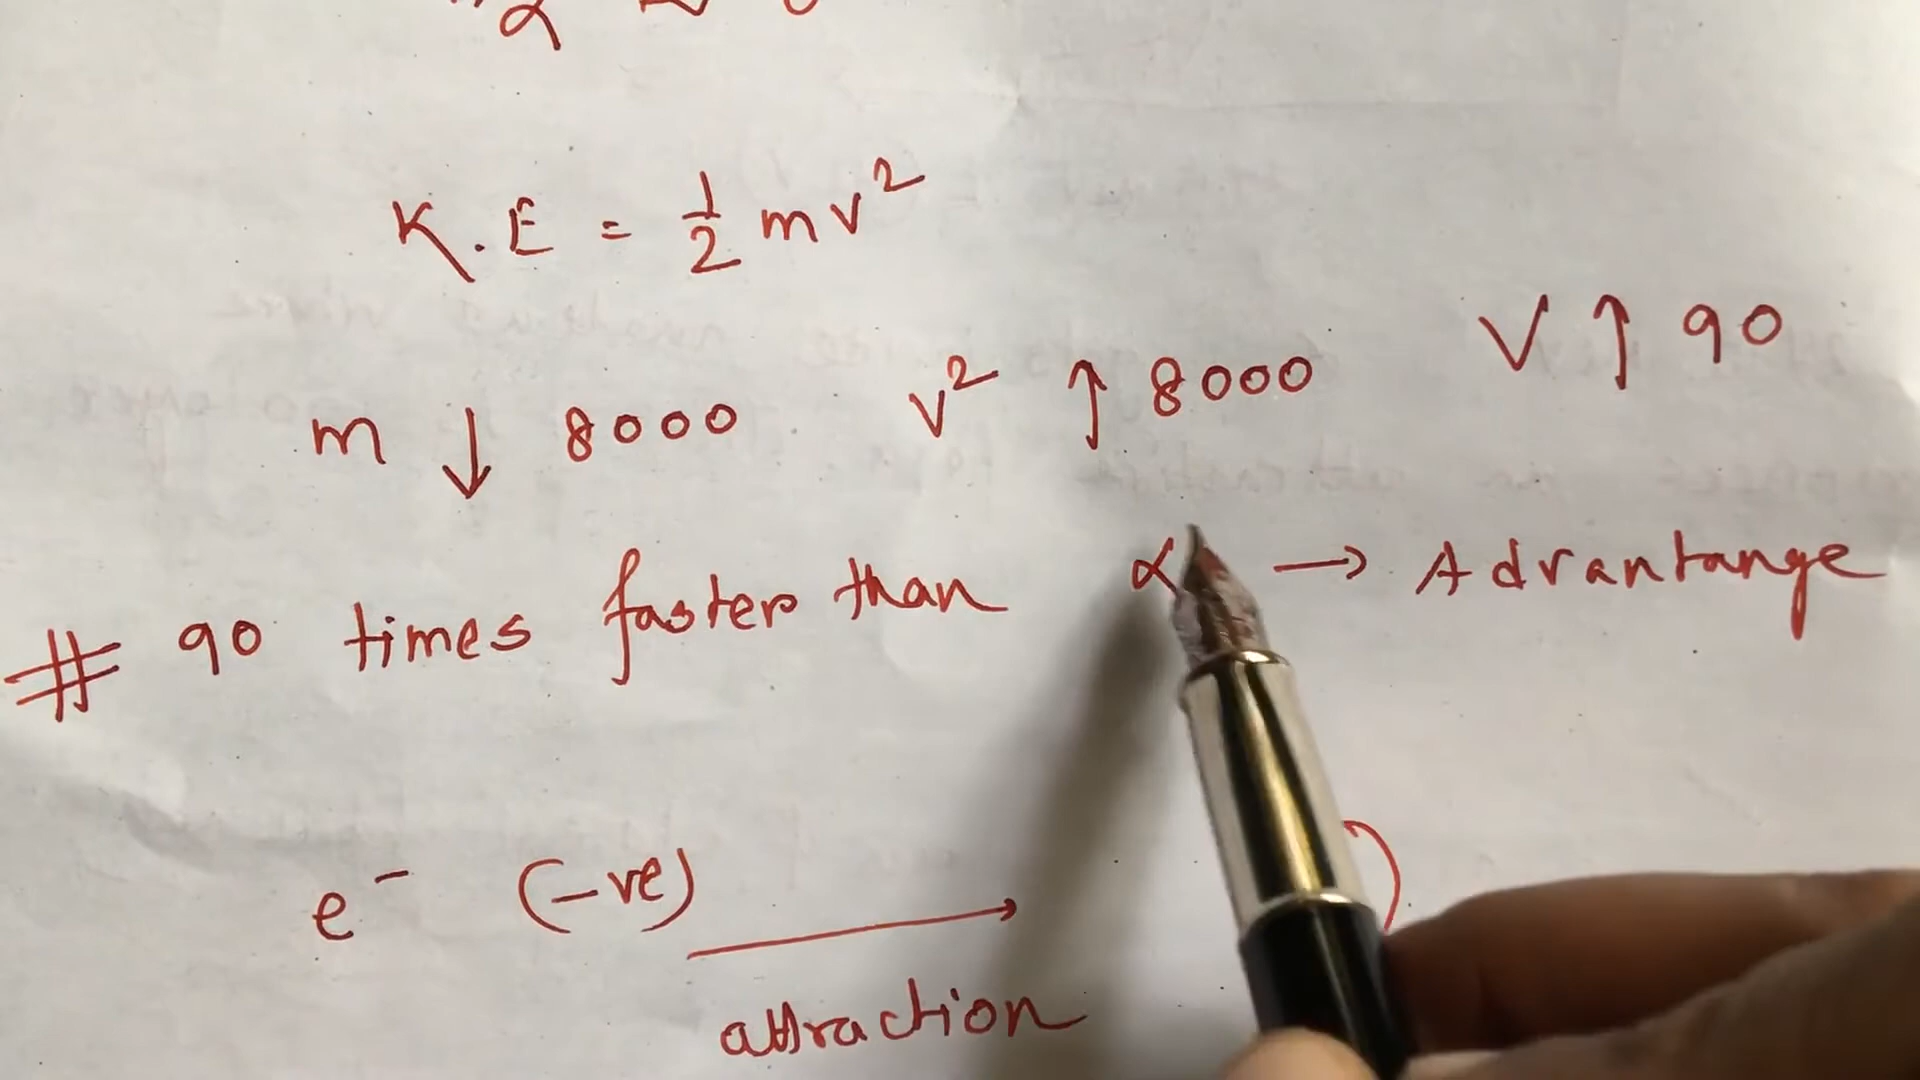 α
K.E = 1/2 mv²
m ↓ 8000 v² ↑ 8000 V ↑ 90
# 90 times faster than α → Advantange
e⁻ (-ve) →
attraction